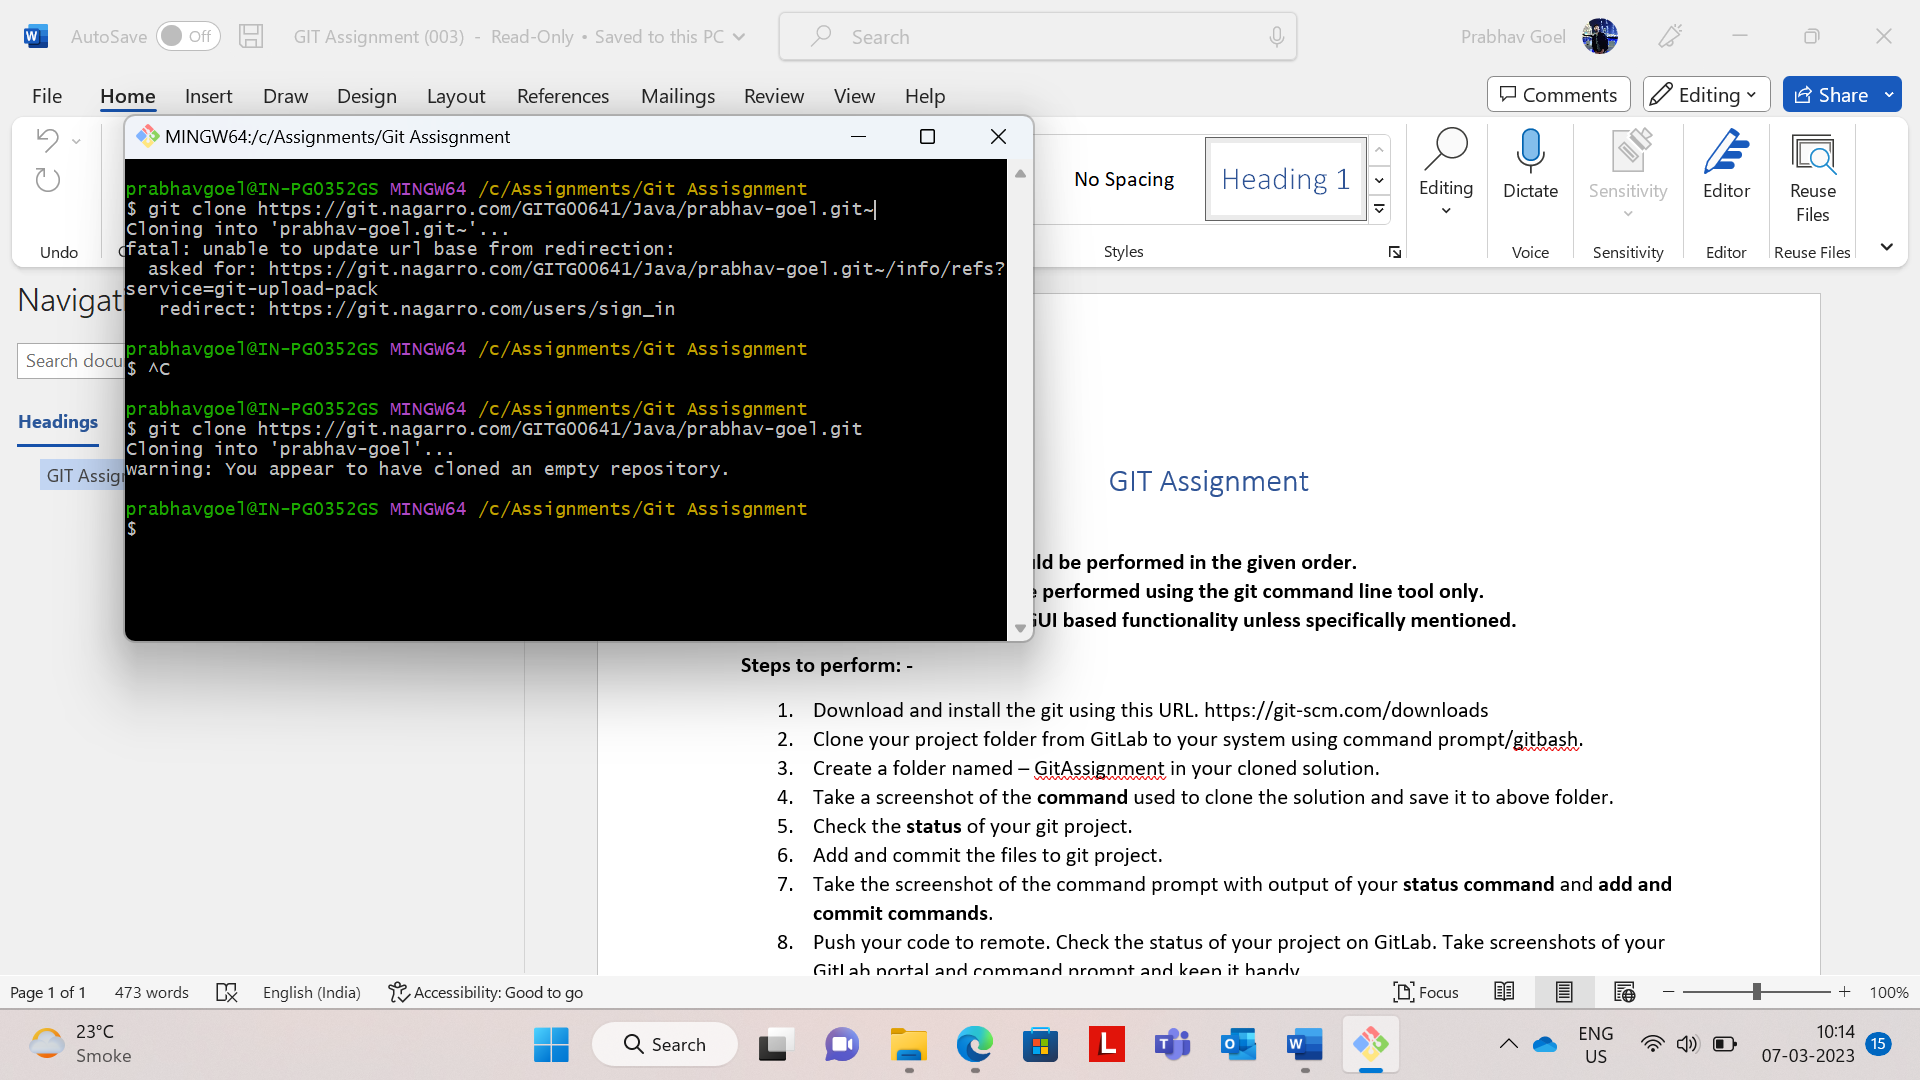 AutoSave Off GIT Assignment (003) - Read-Only • Saved to this PC Search Prabhav Goel
File Home Insert Draw Design Layout References Mailings Review View Help Comments Editing Share
MINGW64:/c/Assignments/Git Assisgnment
prabhavgoel@IN-PG0352GS MINGW64 /c/Assignments/Git Assisgnment
$ git clone https://git.nagarro.com/GITG00641/Java/prabhav-goel.git~
Cloning into 'prabhav-goel.git~'...
fatal: unable to update url base from redirection:
asked for: https://git.nagarro.com/GITG00641/Java/prabhav-goel.git~/info/refs?
service=git-upload-pack
redirect: https://git.nagarro.com/users/sign_in
prabhavgoel@IN-PG0352GS MINGW64 /c/Assignments/Git Assisgnment
$ ^C
prabhavgoel@IN-PG0352GS MINGW64 /c/Assignments/Git Assisgnment
$ git clone https://git.nagarro.com/GITG00641/Java/prabhav-goel.git
Cloning into 'prabhav-goel'...
warning: You appear to have cloned an empty repository.
prabhavgoel@IN-PG0352GS MINGW64 /c/Assignments/Git Assisgnment
$
No Spacing Heading 1
Editing Dictate Sensitivity Editor Reuse
Files
Undo Styles Voice Sensitivity Editor Reuse Files
Navigati
Search docu
Headings
GIT Assign
GIT Assignment
uld be performed in the given order.
e performed using the git command line tool only.
GUI based functionality unless specifically mentioned.
Steps to perform: -
1. Download and install the git using this URL. https://git-scm.com/downloads
2. Clone your project folder from GitLab to your system using command prompt/gitbash.
3. Create a folder named – GitAssignment in your cloned solution.
4. Take a screenshot of the command used to clone the solution and save it to above folder.
5. Check the status of your git project.
6. Add and commit the files to git project.
7. Take the screenshot of the command prompt with output of your status command and add and
commit commands.
8. Push your code to remote. Check the status of your project on GitLab. Take screenshots of your
GitLab portal and command prompt and keep it handy
Page 1 of 1 473 words English (India) Accessibility: Good to go Focus 100%
23°C
Smoke
Search
ENG
US
10:14
07-03-2023
15